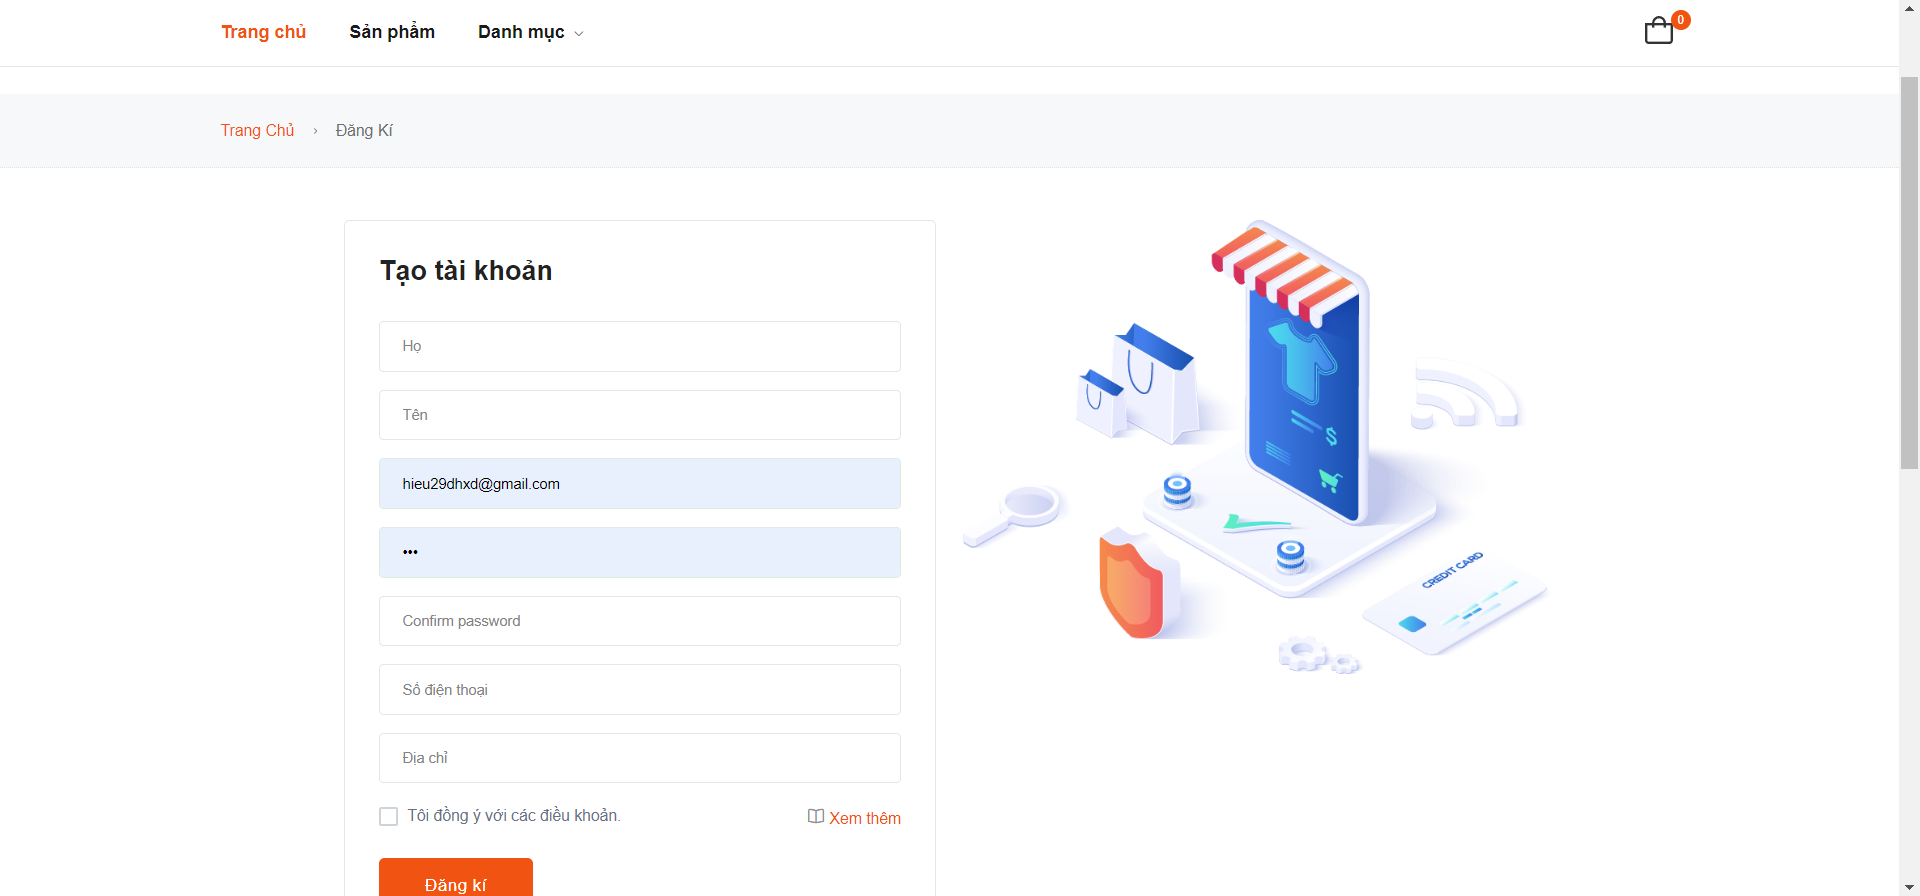 Trang chủ Sản phẩm Danh mục 0
Trang Chủ › Đăng Kí
Tạo tài khoản
Họ
Tên
hieu29dhxd@gmail.com
•••
Confirm password
Số điện thoại
Địa chỉ
Tôi đồng ý với các điều khoản. Xem thêm
Đăng kí
$
CREDIT CARD